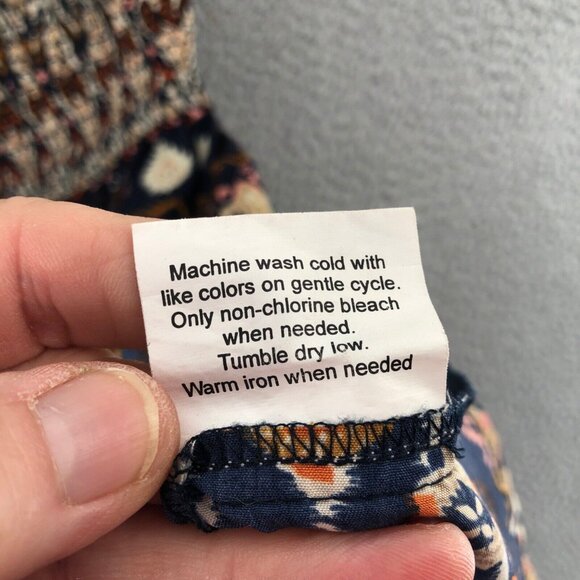 Machine wash cold with
like colors on gentle cycle.
Only non-chlorine bleach
when needed.
Tumble dry low.
Warm iron when needed